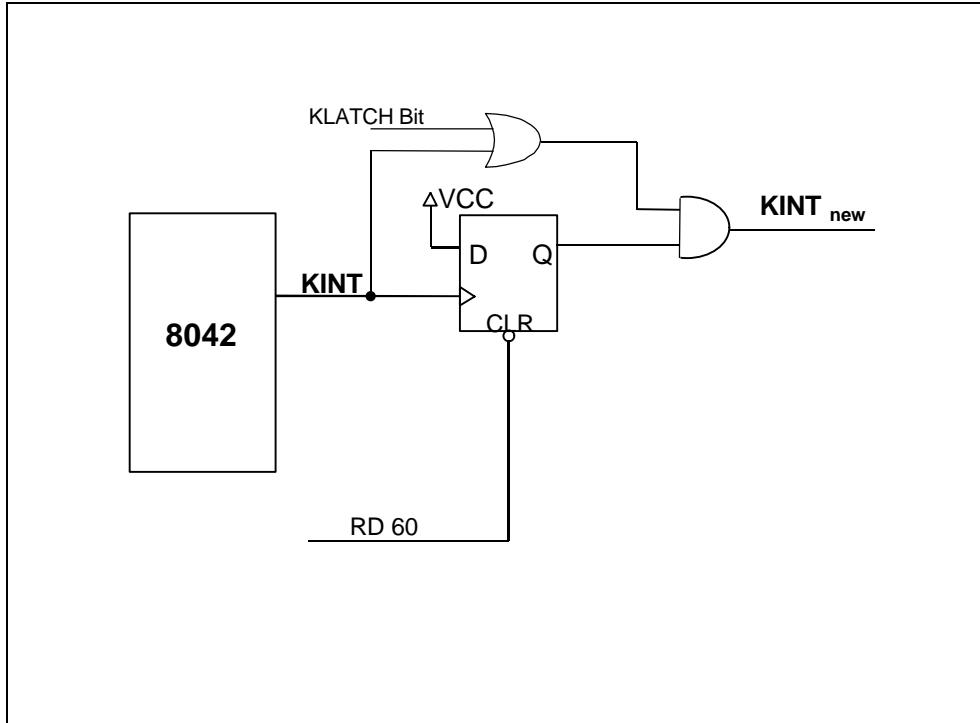 KLATCH Bit
VCC
KINT new
D Q
KINT
CLR
8042
RD 60